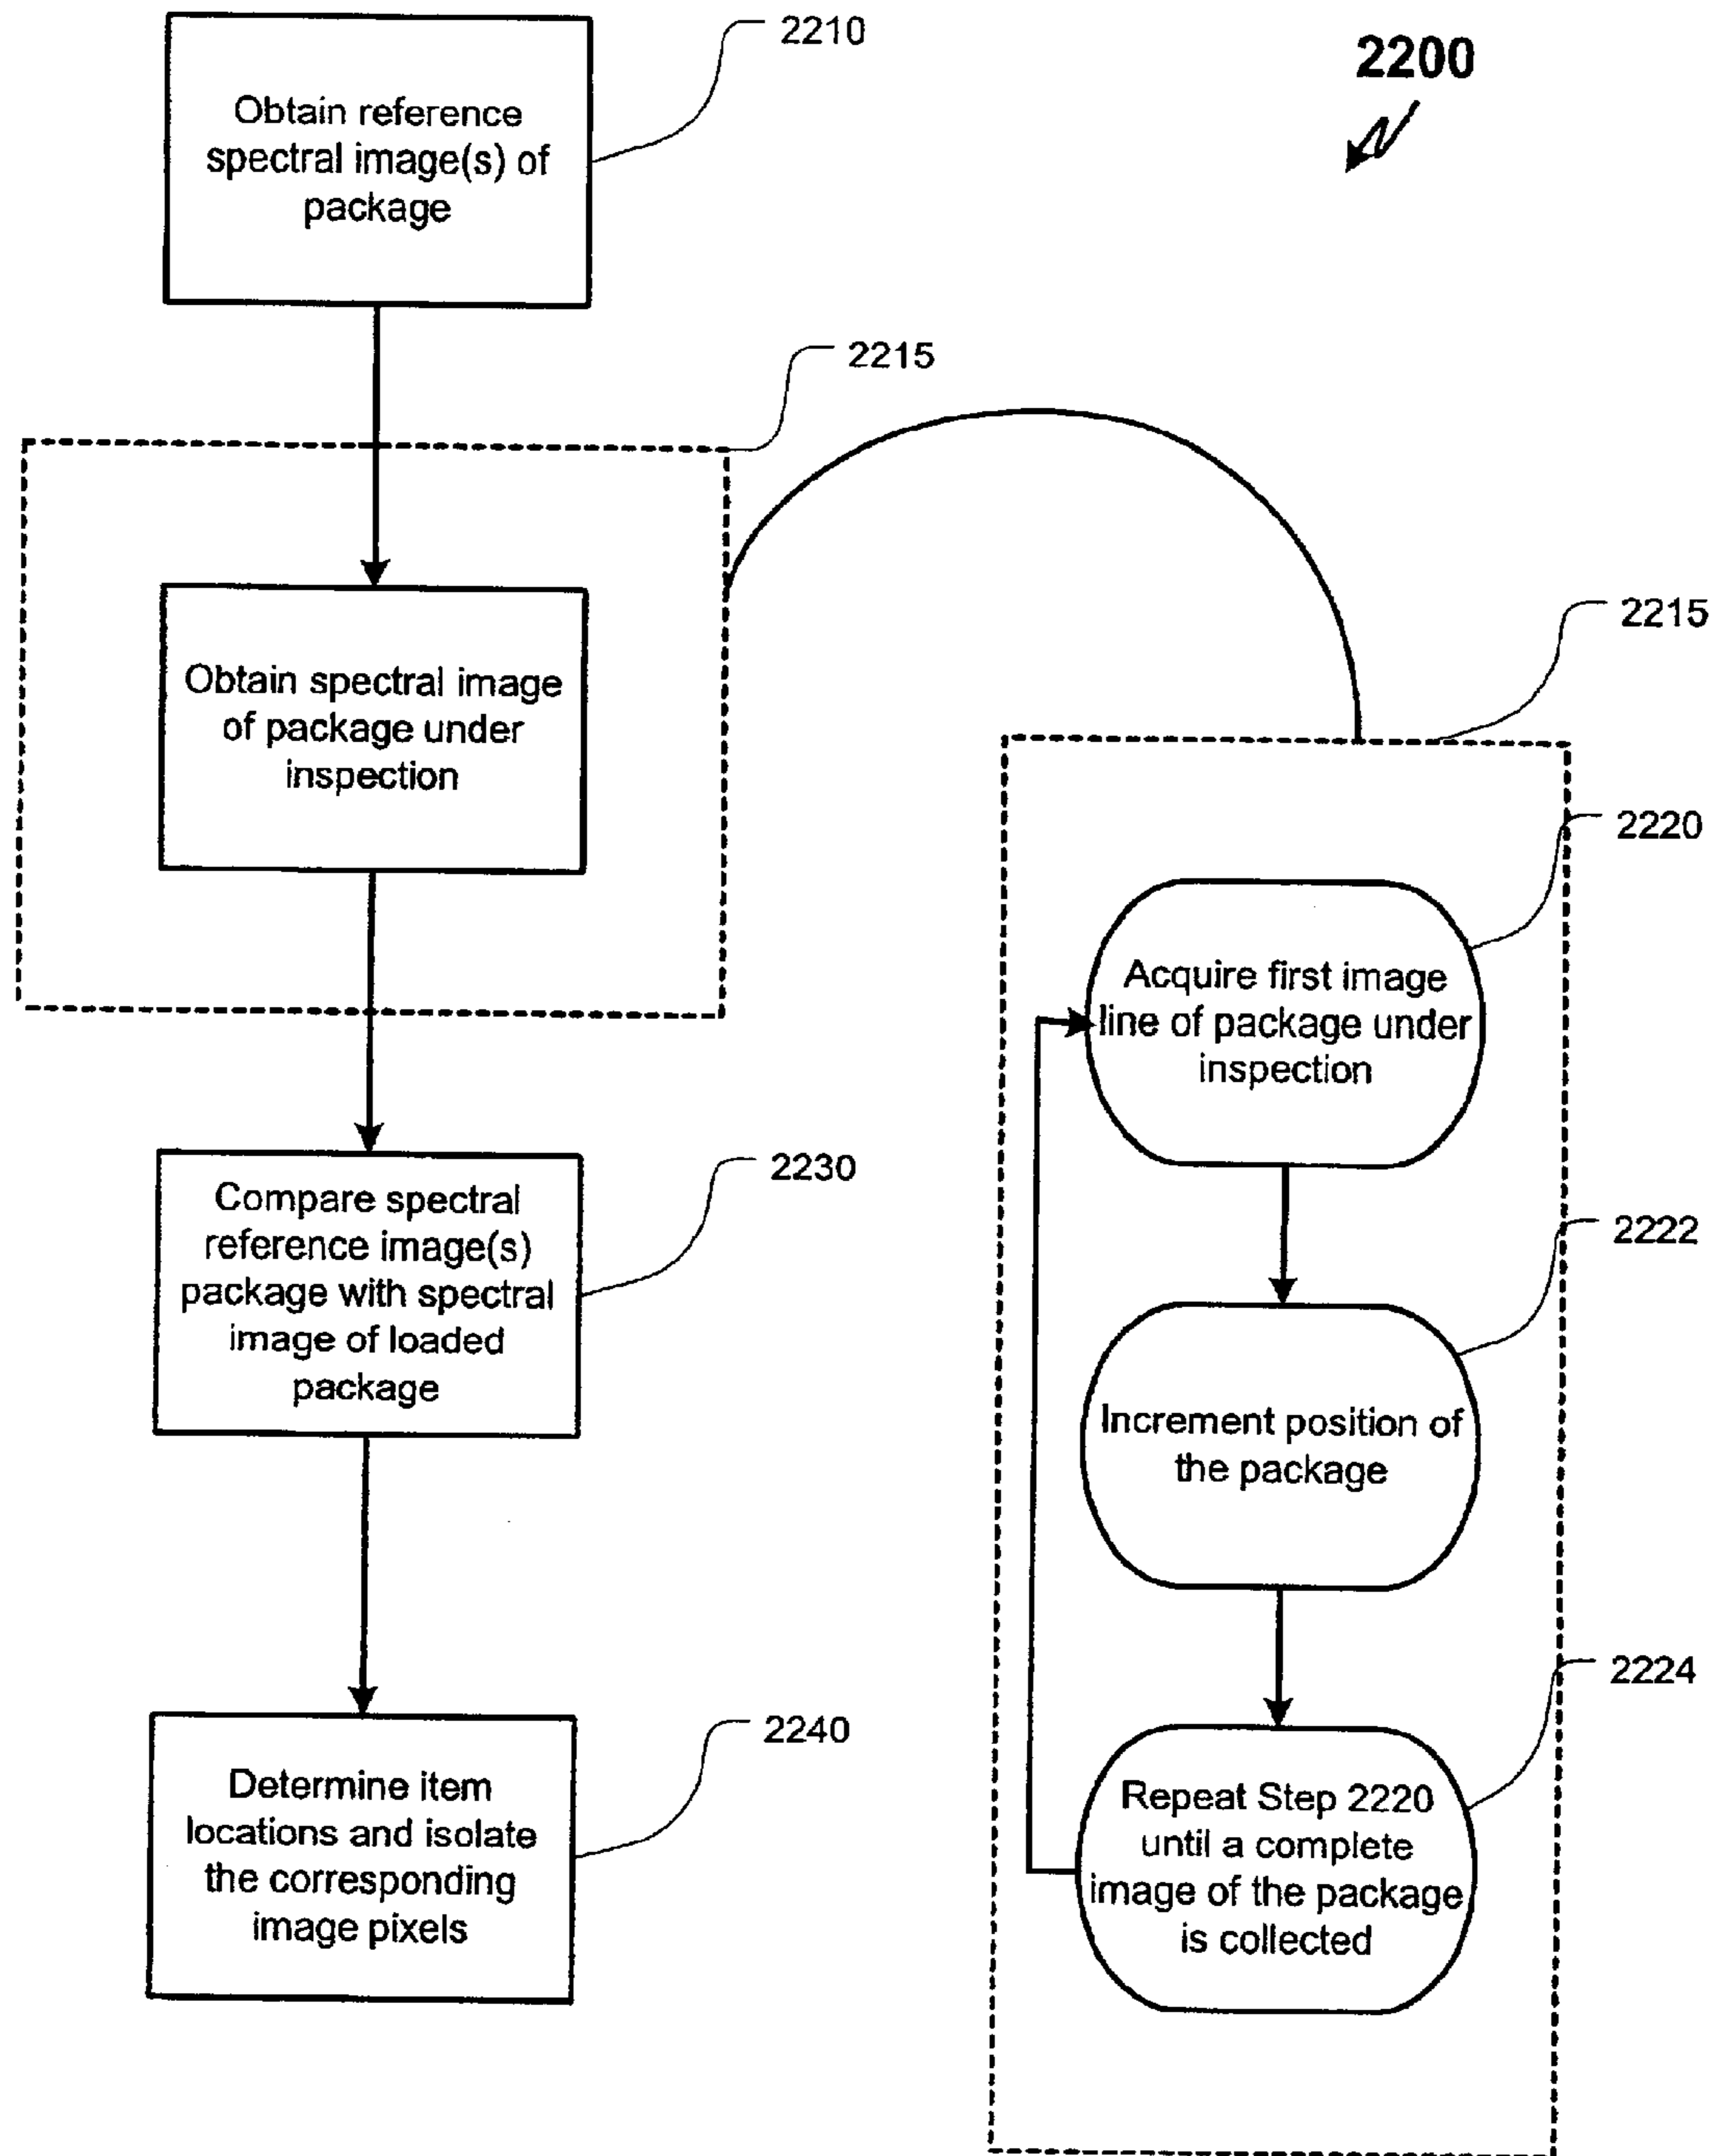 2210
2200
Obtain reference
spectral image(s) of
package
2215
Obtain spectral image
of package under
inspection
2215
2220
Acquire first image
line of package under
inspection
2230
Compare spectral
reference image(s)
package with spectral
image of loaded
package
2222
Increment position of
the package
2240
Determine item
locations and isolate
the corresponding
image pixels
2224
Repeat Step 2220
until a complete
image of the package
is collected